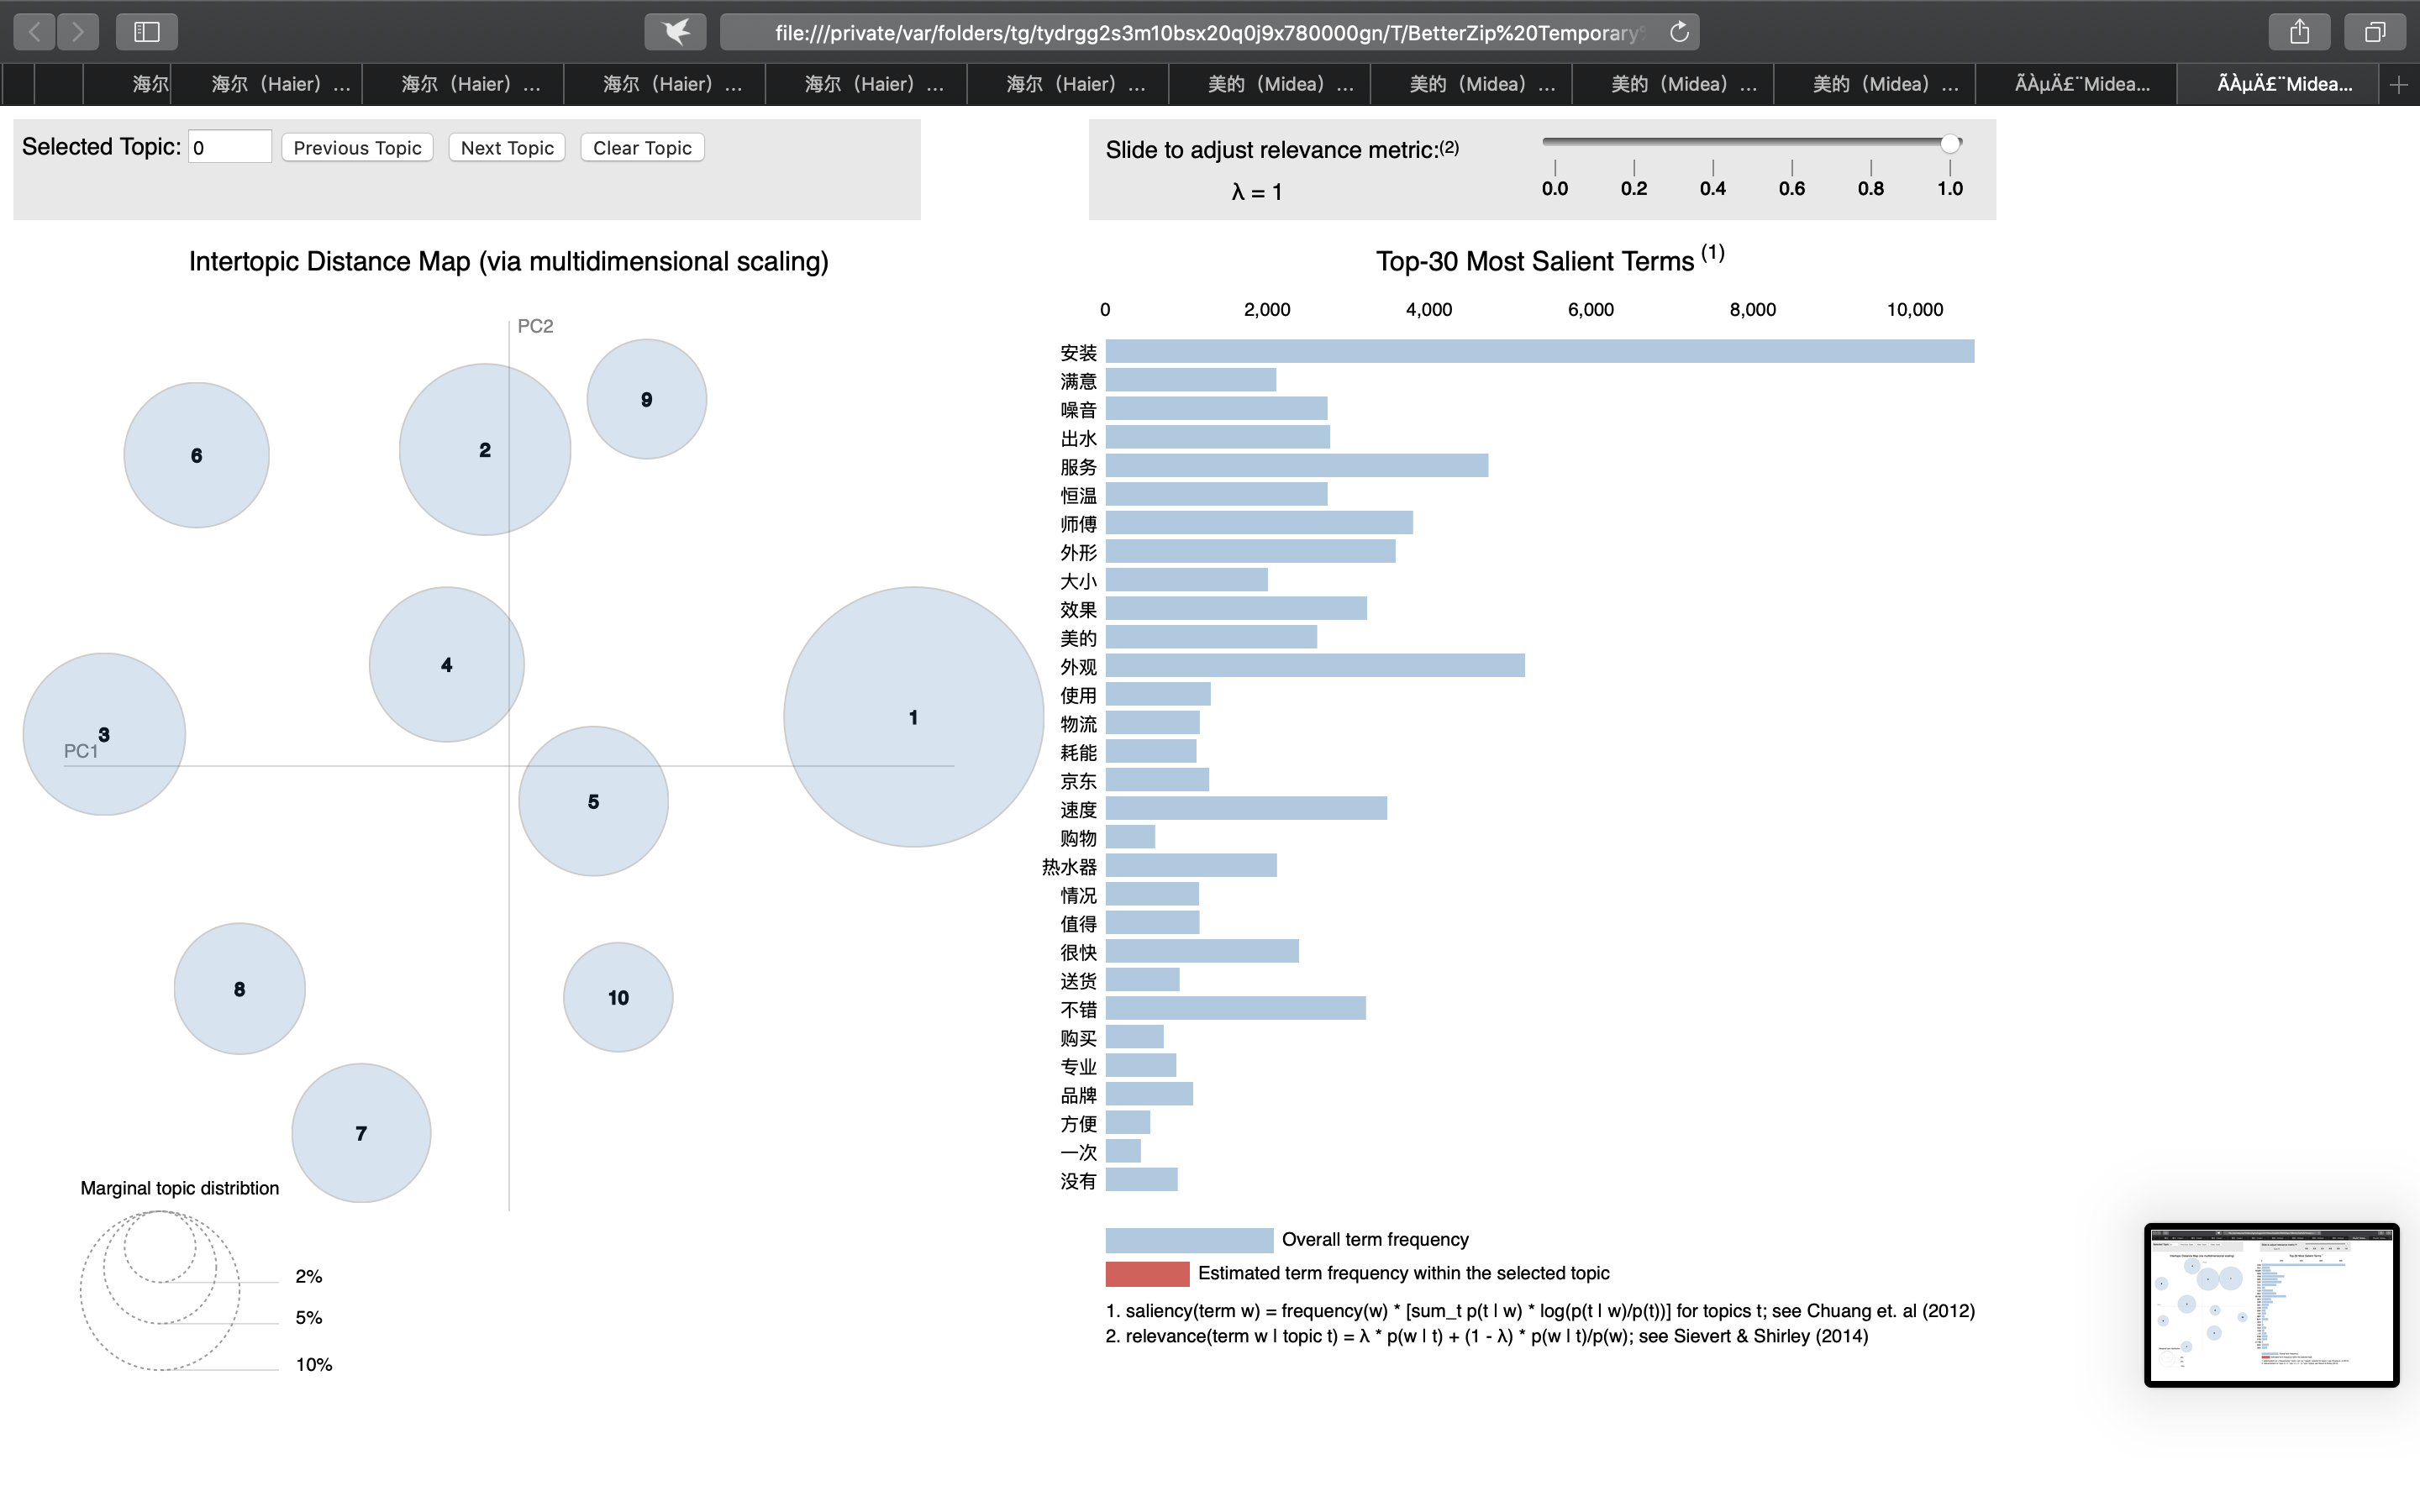 file:///private/var/folders/tg/tydrgg2s3m10bsx20q0j9x780000gn/T/BetterZip%20Temporary%
海尔
海尔（Haier）...
海尔（Haier）...
海尔（Haier）...
海尔（Haier）...
海尔（Haier）...
美的（Midea）...
美的（Midea）...
美的（Midea）...
美的（Midea）...
ÃÀµÄ£¨Midea...
ÃÀµÄ£¨Midea...
Selected Topic: 0 Previous Topic Next Topic Clear Topic
Slide to adjust relevance metric:(2)
λ = 1
0.0 0.2 0.4 0.6 0.8 1.0
Intertopic Distance Map (via multidimensional scaling)
PC2
PC1
6
2
9
4
3
1
5
8
10
7
Marginal topic distribtion
2%
5%
10%
Top-30 Most Salient Terms (1)
0 2,000 4,000 6,000 8,000 10,000
安装
满意
噪音
出水
服务
恒温
师傅
外形
大小
效果
美的
外观
使用
物流
耗能
京东
速度
购物
热水器
情况
值得
很快
送货
不错
购买
专业
品牌
方便
一次
没有
Overall term frequency
Estimated term frequency within the selected topic
1. saliency(term w) = frequency(w) * [sum_t p(t | w) * log(p(t | w)/p(t))] for topics t; see Chuang et. al (2012)
2. relevance(term w | topic t) = λ * p(w | t) + (1 - λ) * p(w | t)/p(w); see Sievert & Shirley (2014)